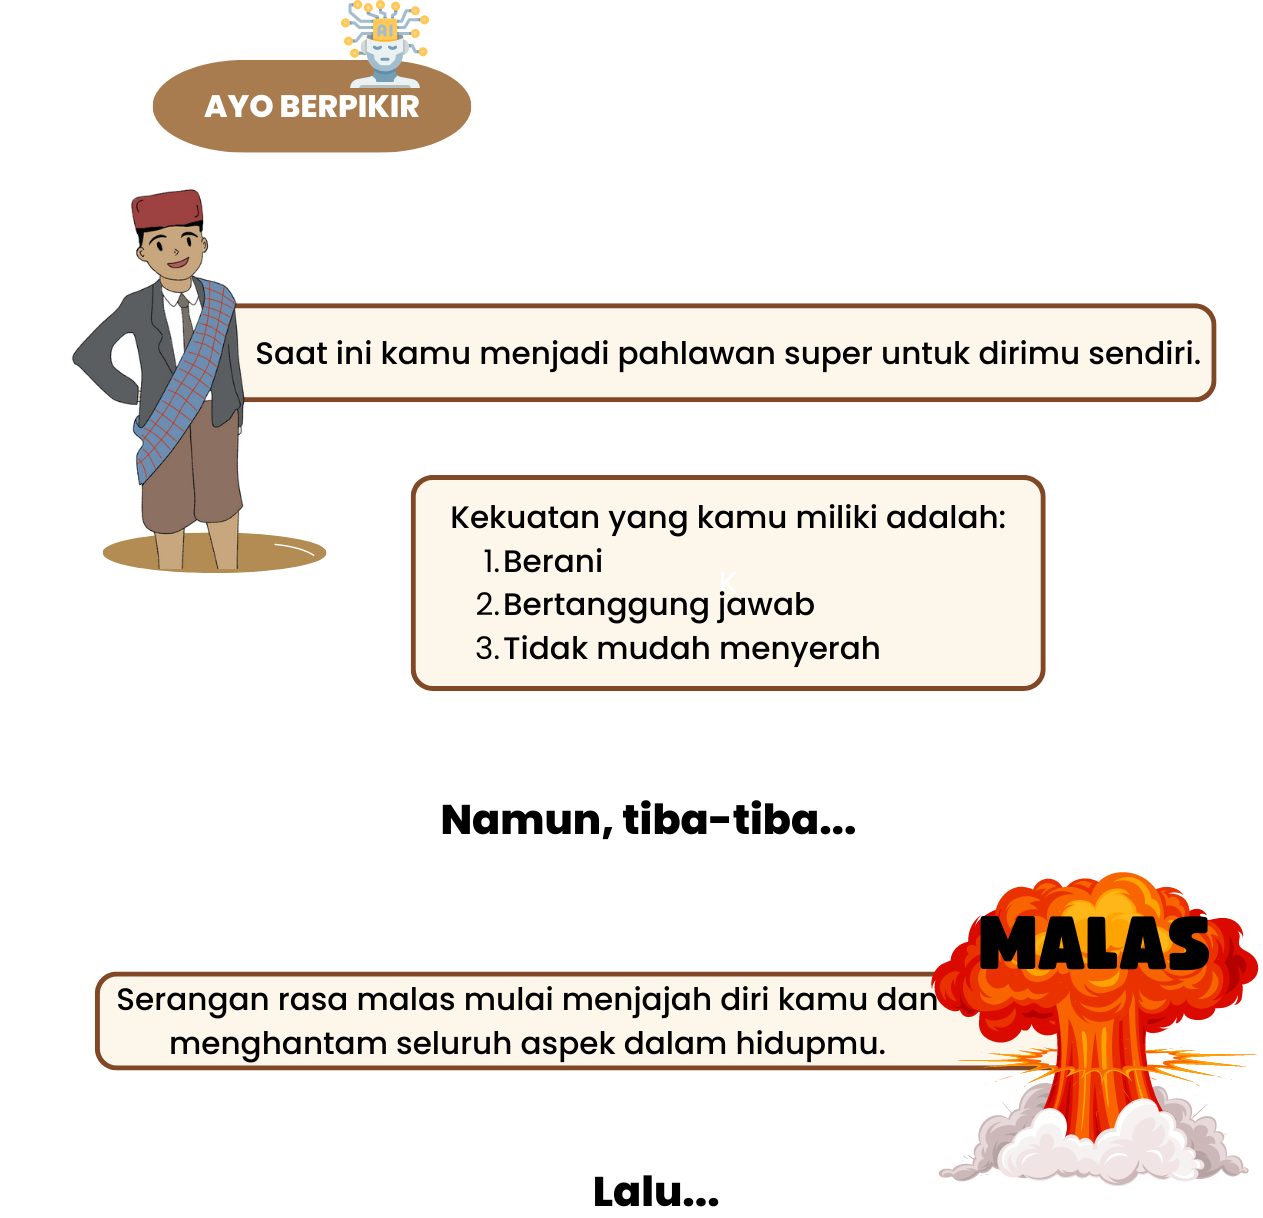 AI
AYO BERPIKIR
Saat ini kamu menjadi pahlawan super untuk dirimu sendiri.
Kekuatan yang kamu miliki adalah:
1. Berani
K
2. Bertanggung jawab
3. Tidak mudah menyerah
Namun, tiba-tiba...
MALAS
Serangan rasa malas mulai menjajah diri kamu dan
menghantam seluruh aspek dalam hidupmu.
Lalu...